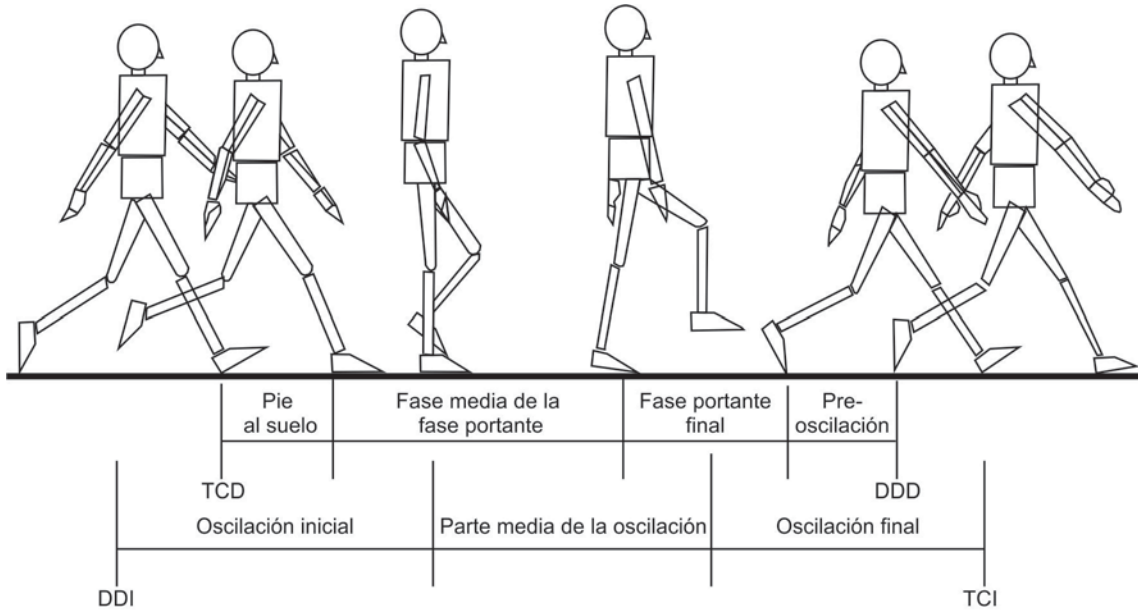 Pie
al suelo
Fase media de la
fase portante
Fase portante
final
Pre-
oscilación
TCD
DDD
Oscilación inicial
Parte media de la oscilación
Oscilación final
DDI
TCI